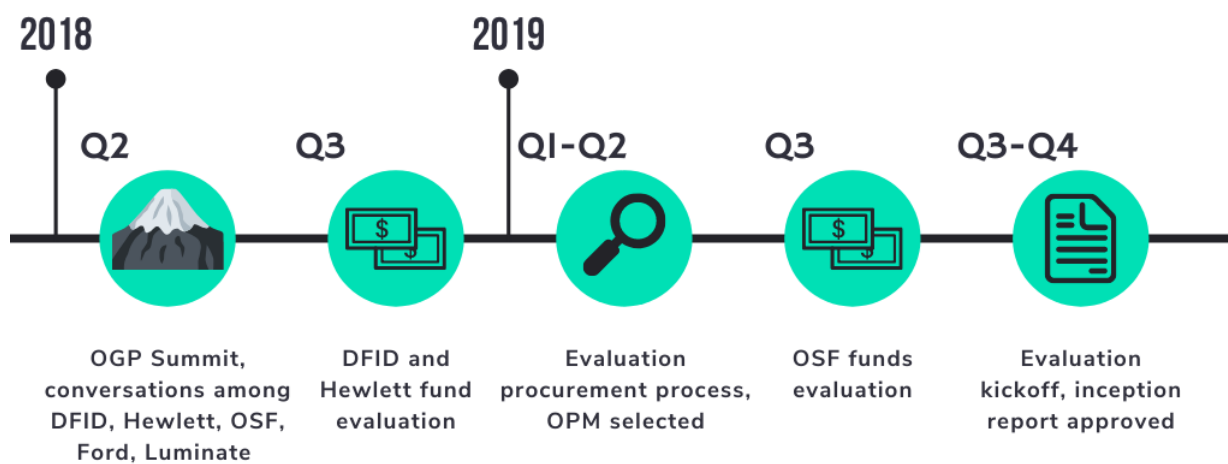 2018
2019
Q2
Q3
Q1-Q2
Q3
Q3-Q4
$
$
$
$
OGP Summit,
conversations among
DFID, Hewlett, OSF,
Ford, Luminate
DFID and
Hewlett fund
evaluation
Evaluation
procurement process,
OPM selected
OSF funds
evaluation
Evaluation
kickoff, inception
report approved